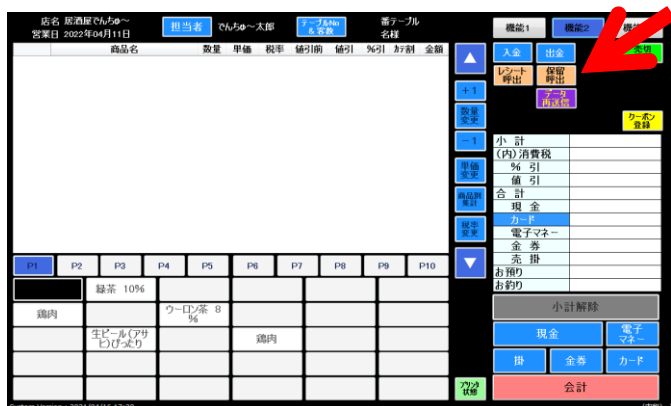 店名 居酒屋でんちゅ～
営業日 2022年04月11日
担当者 でんちゅ～太郎
テーブルNo
& 客数
番テーブル
名様
機能1 機能2
商品名 数量 単価 税率 値引前 値引 %引 ｶﾃ割 金額
入金 出金
レシート
呼出
保留
呼出
データ
再送信
クーポン
登録
+1
数量
変更
-1
単価
変更
商品別
集計
税率
変更
小 計
(内)消費税
% 引
値 引
合 計
現 金
カード
電子マネー
金 券
売 掛
お預り
お釣り
P1 P2 P3 P4 P5 P6 P7 P8 P9 P10
緑茶 10%
鶏肉
ウーロン茶 8
%
生ビール(アサ
ヒ)ぴったり
鶏肉
小計解除
現金
電子
マネー
掛 金券 カード
プリンタ
状態
会計